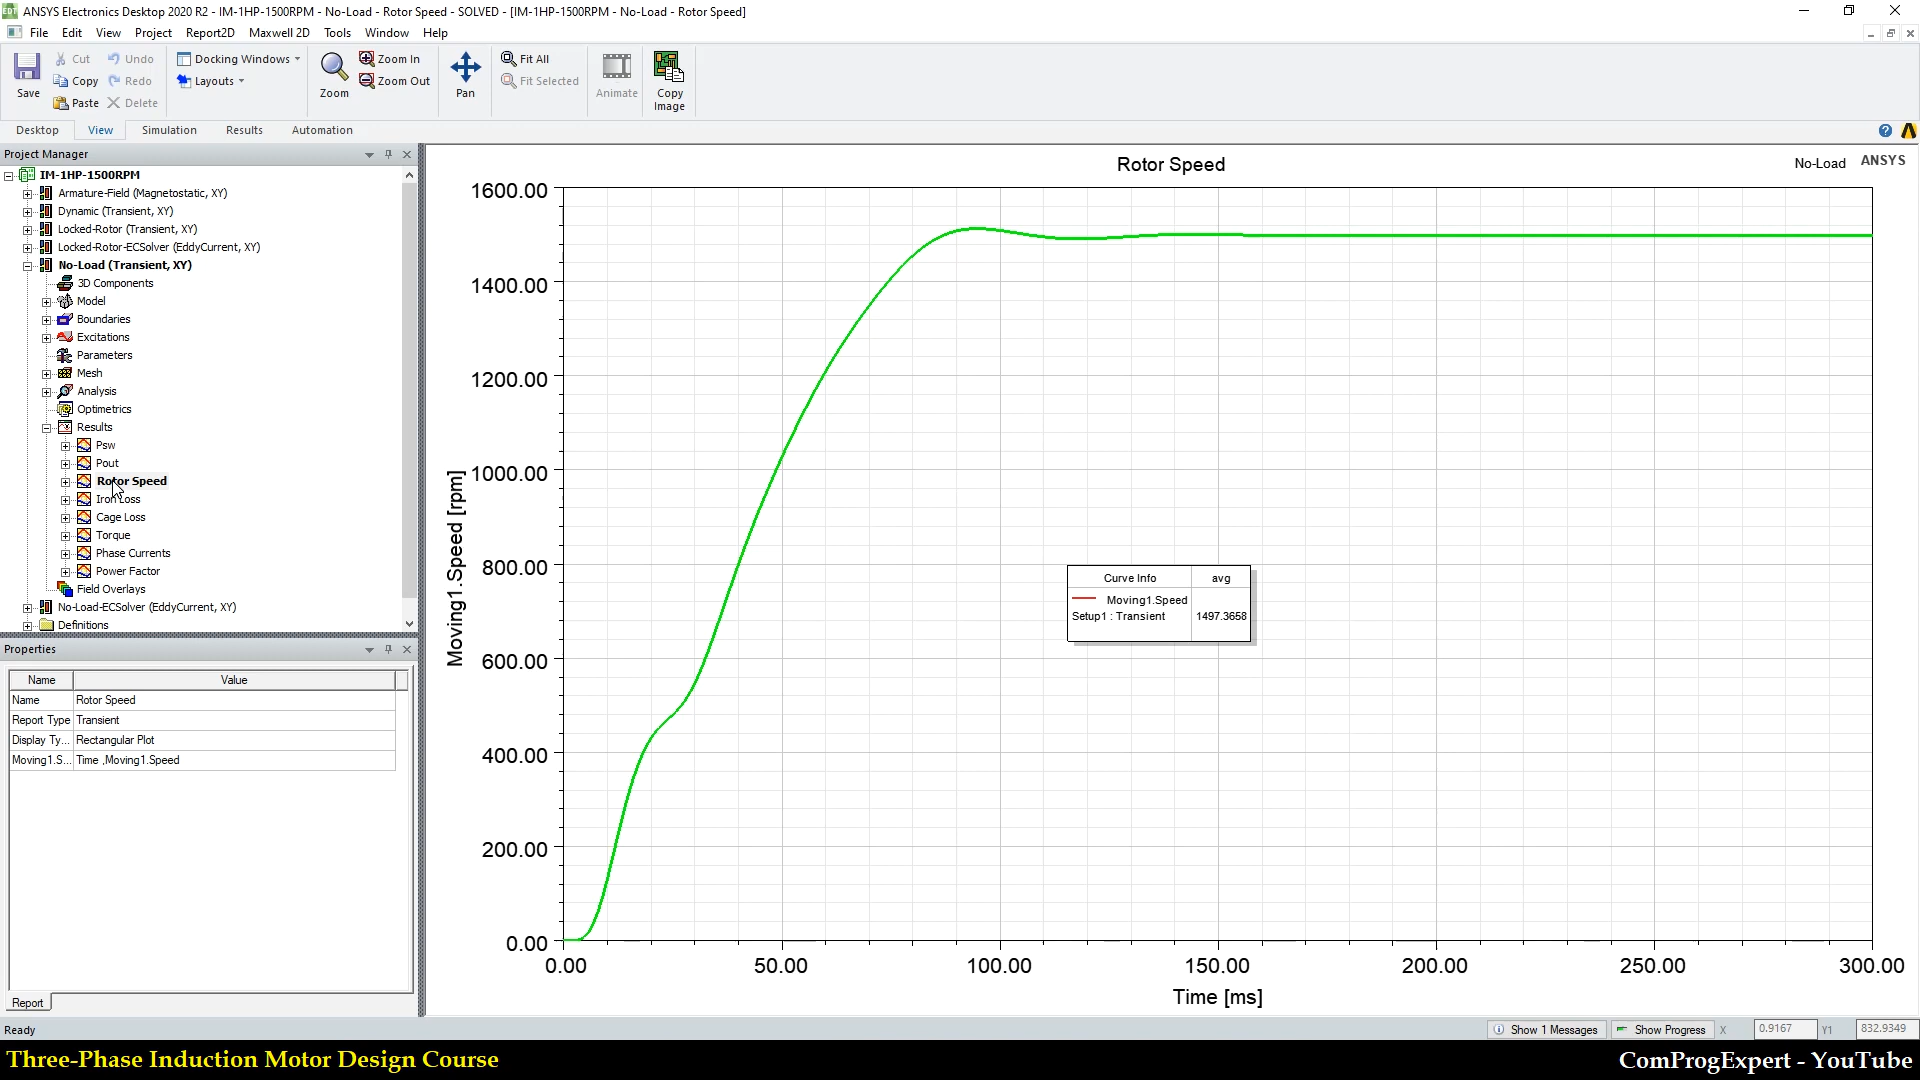 ANSYS Electronics Desktop 2020 R2 - IM-1HP-1500RPM - No-Load - Rotor Speed - SOLVED - [IM-1HP-1500RPM - No-Load - Rotor Speed]
File Edit View Project Report2D Maxwell 2D Tools Window Help
Save Cut Copy Paste Undo Redo Delete
Docking Windows
Layouts
Zoom Zoom In Zoom Out
Pan
Fit All
Fit Selected
Animate
Copy Image
Desktop View Simulation Results Automation
Project Manager
IM-1HP-1500RPM
Armature-Field (Magnetostatic, XY)
Dynamic (Transient, XY)
Locked-Rotor (Transient, XY)
Locked-Rotor-ECSolver (EddyCurrent, XY)
No-Load (Transient, XY)
3D Components
Model
Boundaries
Excitations
Parameters
Mesh
Analysis
Optimetrics
Results
Psw
Pout
Rotor Speed
Iron Loss
Cage Loss
Torque
Phase Currents
Power Factor
Field Overlays
No-Load-ECSolver (EddyCurrent, XY)
Definitions
Properties
Name Value
Name Rotor Speed
Report Type Transient
Display Ty... Rectangular Plot
Moving1.S... Time ,Moving1.Speed
Report
Rotor Speed
No-Load ANSYS
Moving1.Speed [rpm]
1600.00
1400.00
1200.00
1000.00
800.00
600.00
400.00
200.00
0.00
Curve Info avg
Moving1.Speed
Setup1 : Transient 1497.3658
0.00 50.00 100.00 150.00 200.00 250.00 300.00
Time [ms]
Ready
Show 1 Messages Show Progress X 0.9167 Y1 832.9349
Three-Phase Induction Motor Design Course
ComProgExpert - YouTube